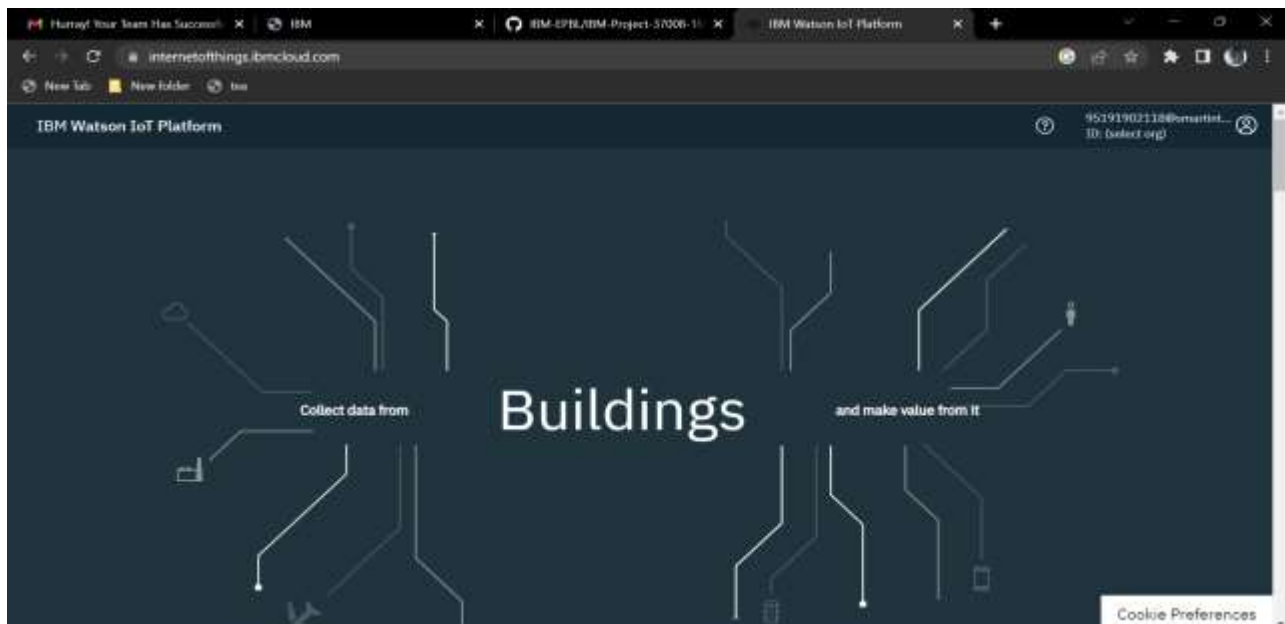 Hurray! Your Team Has Successf
IBM
IBM-EPBL/IBM-Project-37008-1
IBM Watson IoT Platform
internetofthings.ibmcloud.com
New Tab
New folder
IBM Watson IoT Platform
ID: (select org)
Collect data from
Buildings
and make value from it
Cookie Preferences